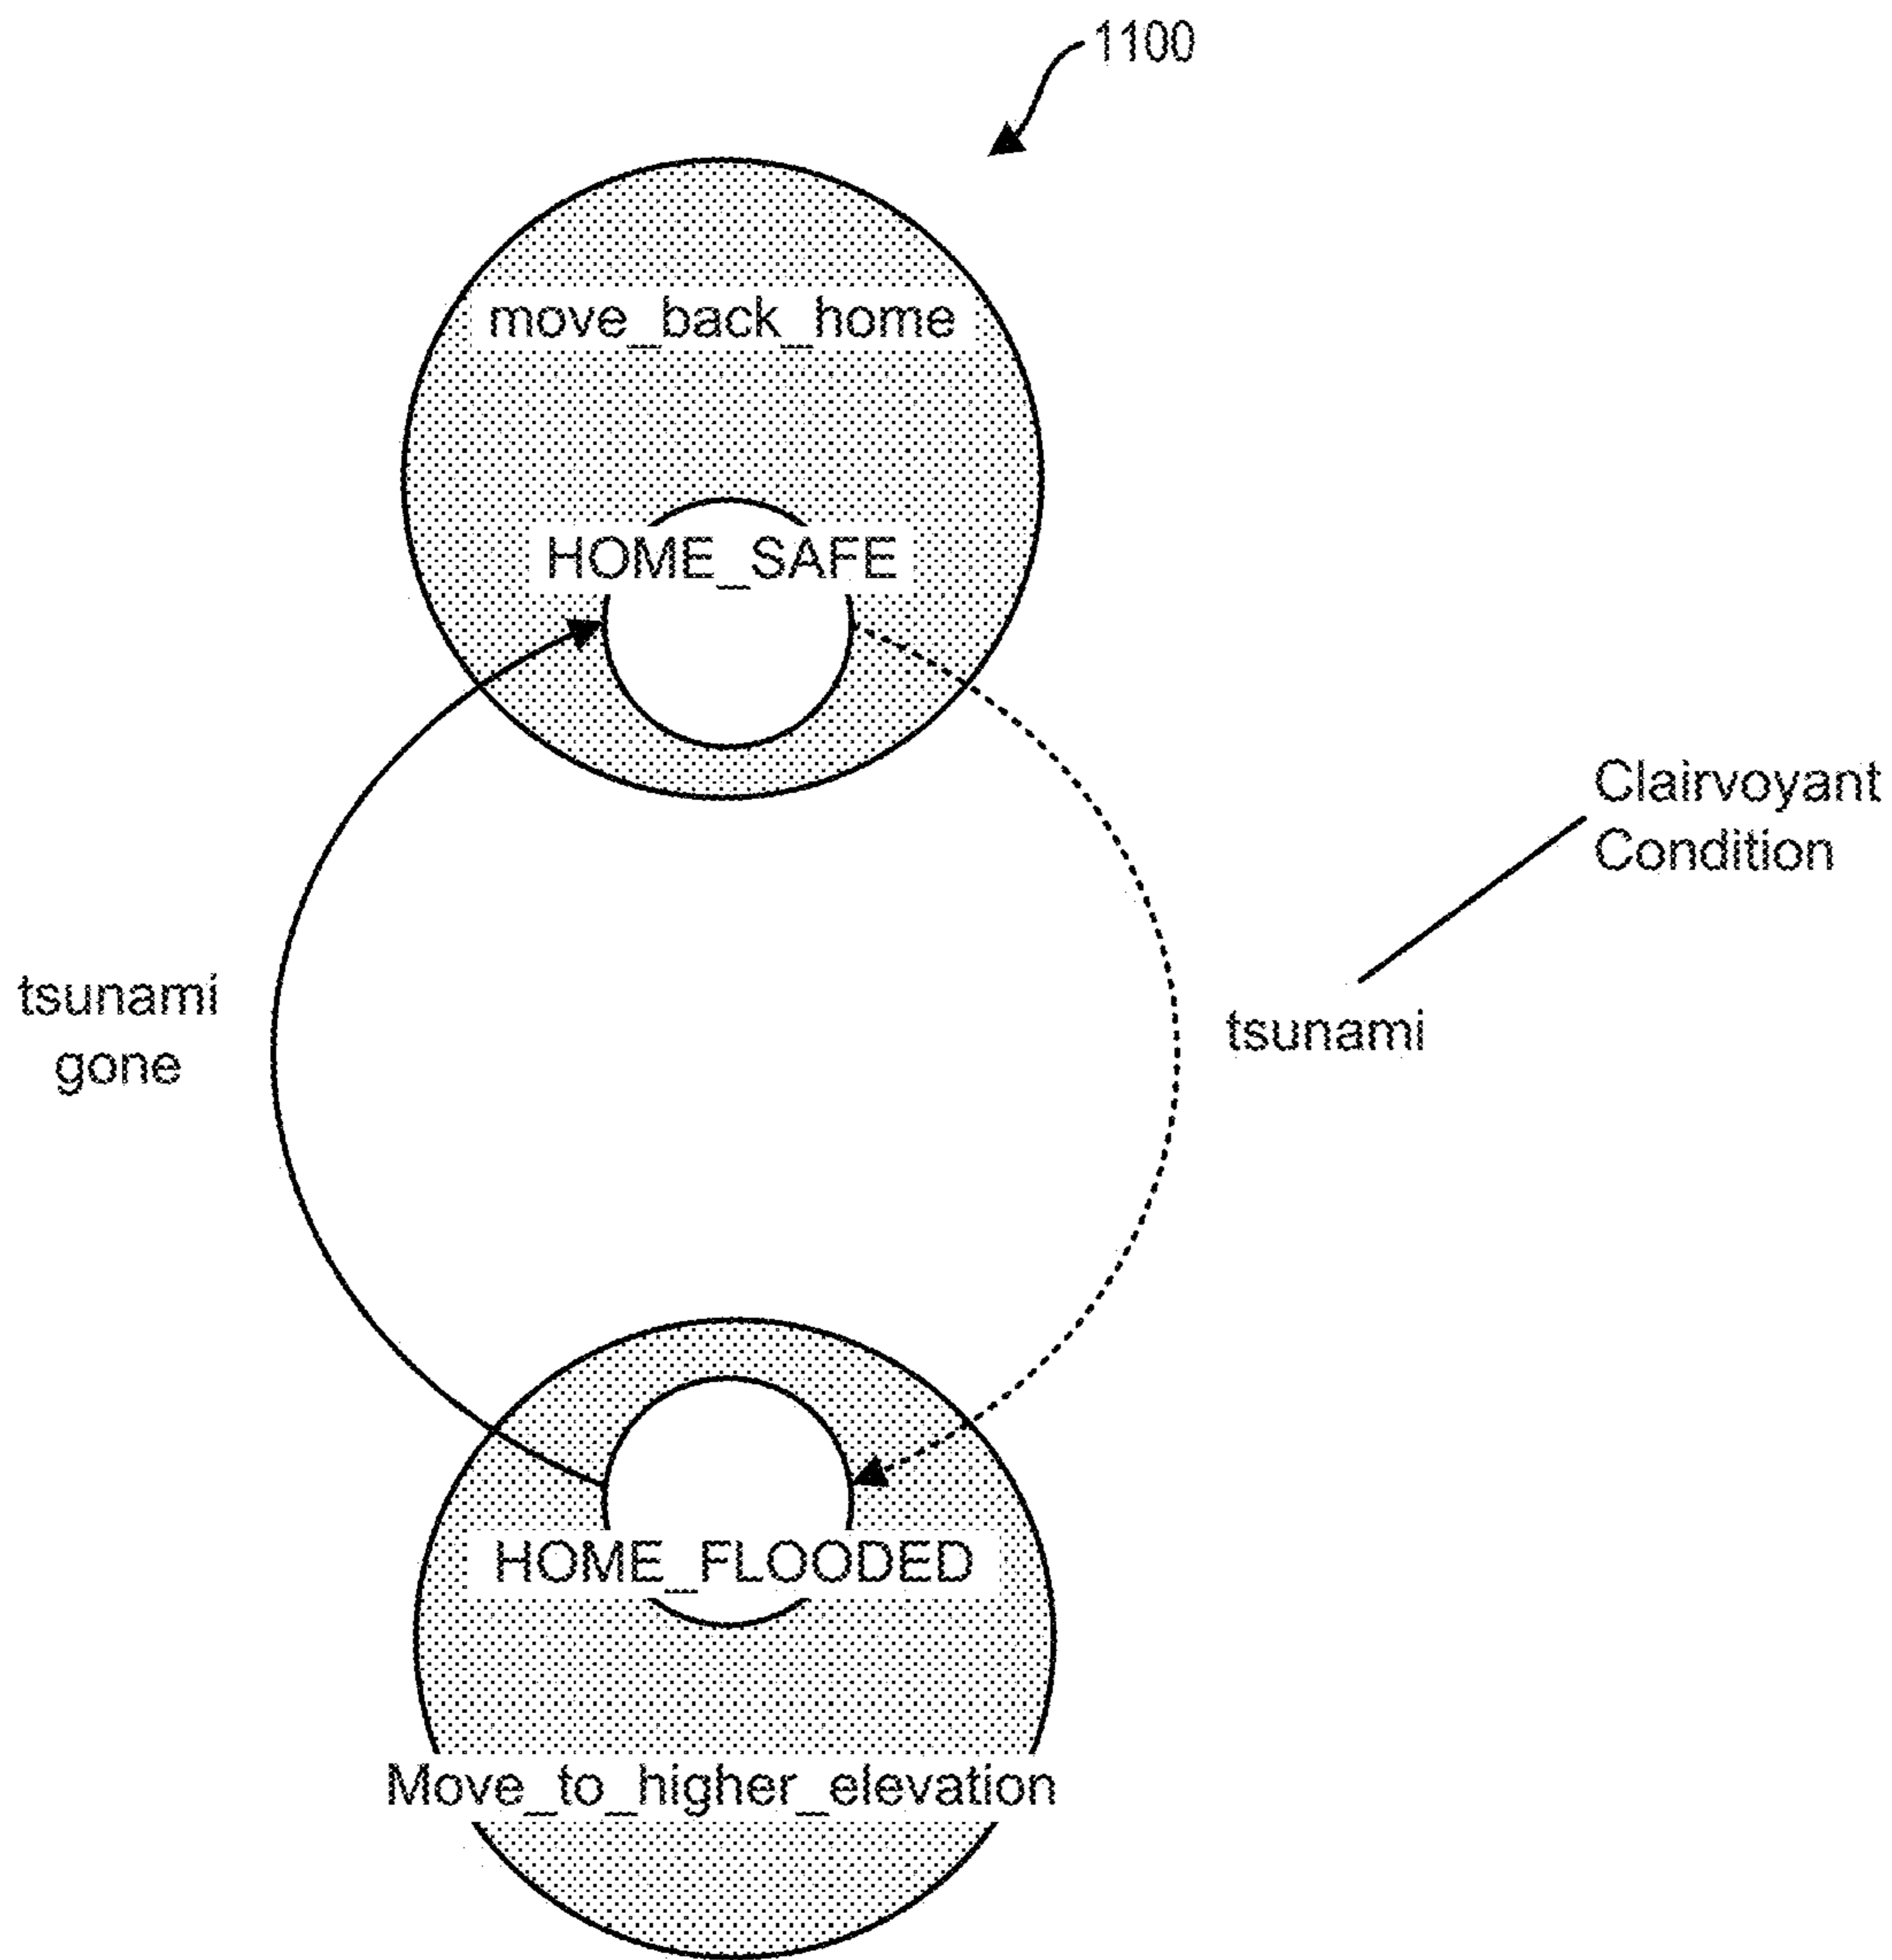 1100
move_back_home
HOME_SAFE
Clairvoyant
Condition
tsunami
gone
tsunami
HOME_FLOODED
Move_to_higher_elevation